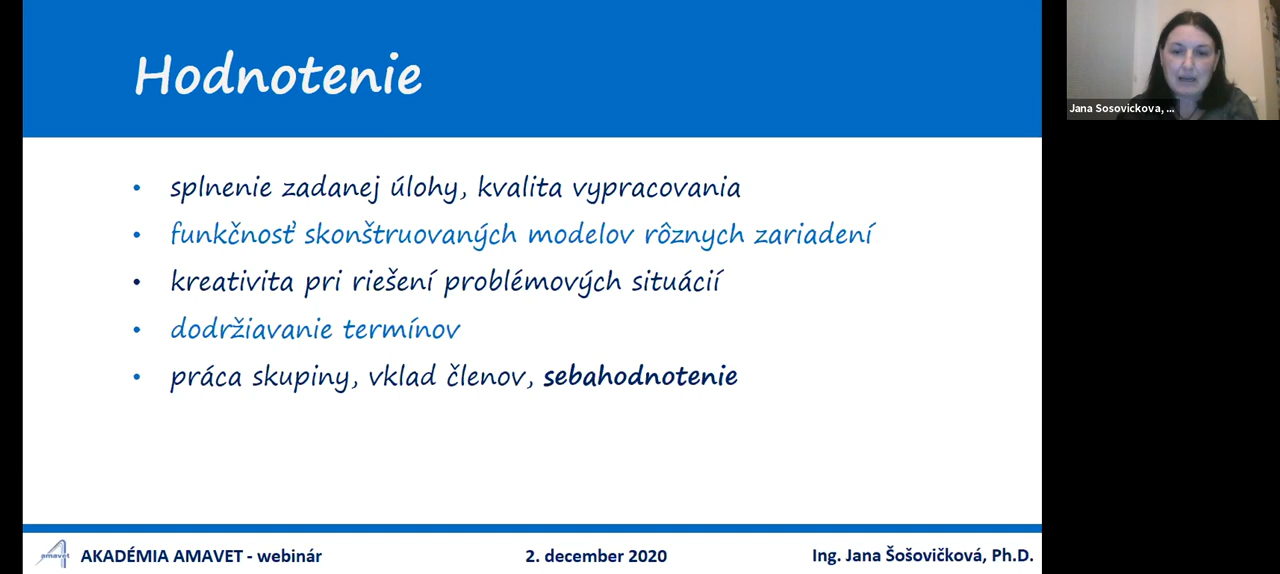 Hodnotenie
• splnenie zadanej úlohy, kvalita vypracovania
• funkčnosť skonštruovaných modelov rôznych zariadení
• kreativita pri riešení problémových situácií
• dodržiavanie termínov
• práca skupiny, vklad členov, sebahodnotenie
amavet
AKADÉMIA AMAVET - webinár
2. december 2020
Ing. Jana Šošovičková, Ph.D.
Jana Sosovickova, ...